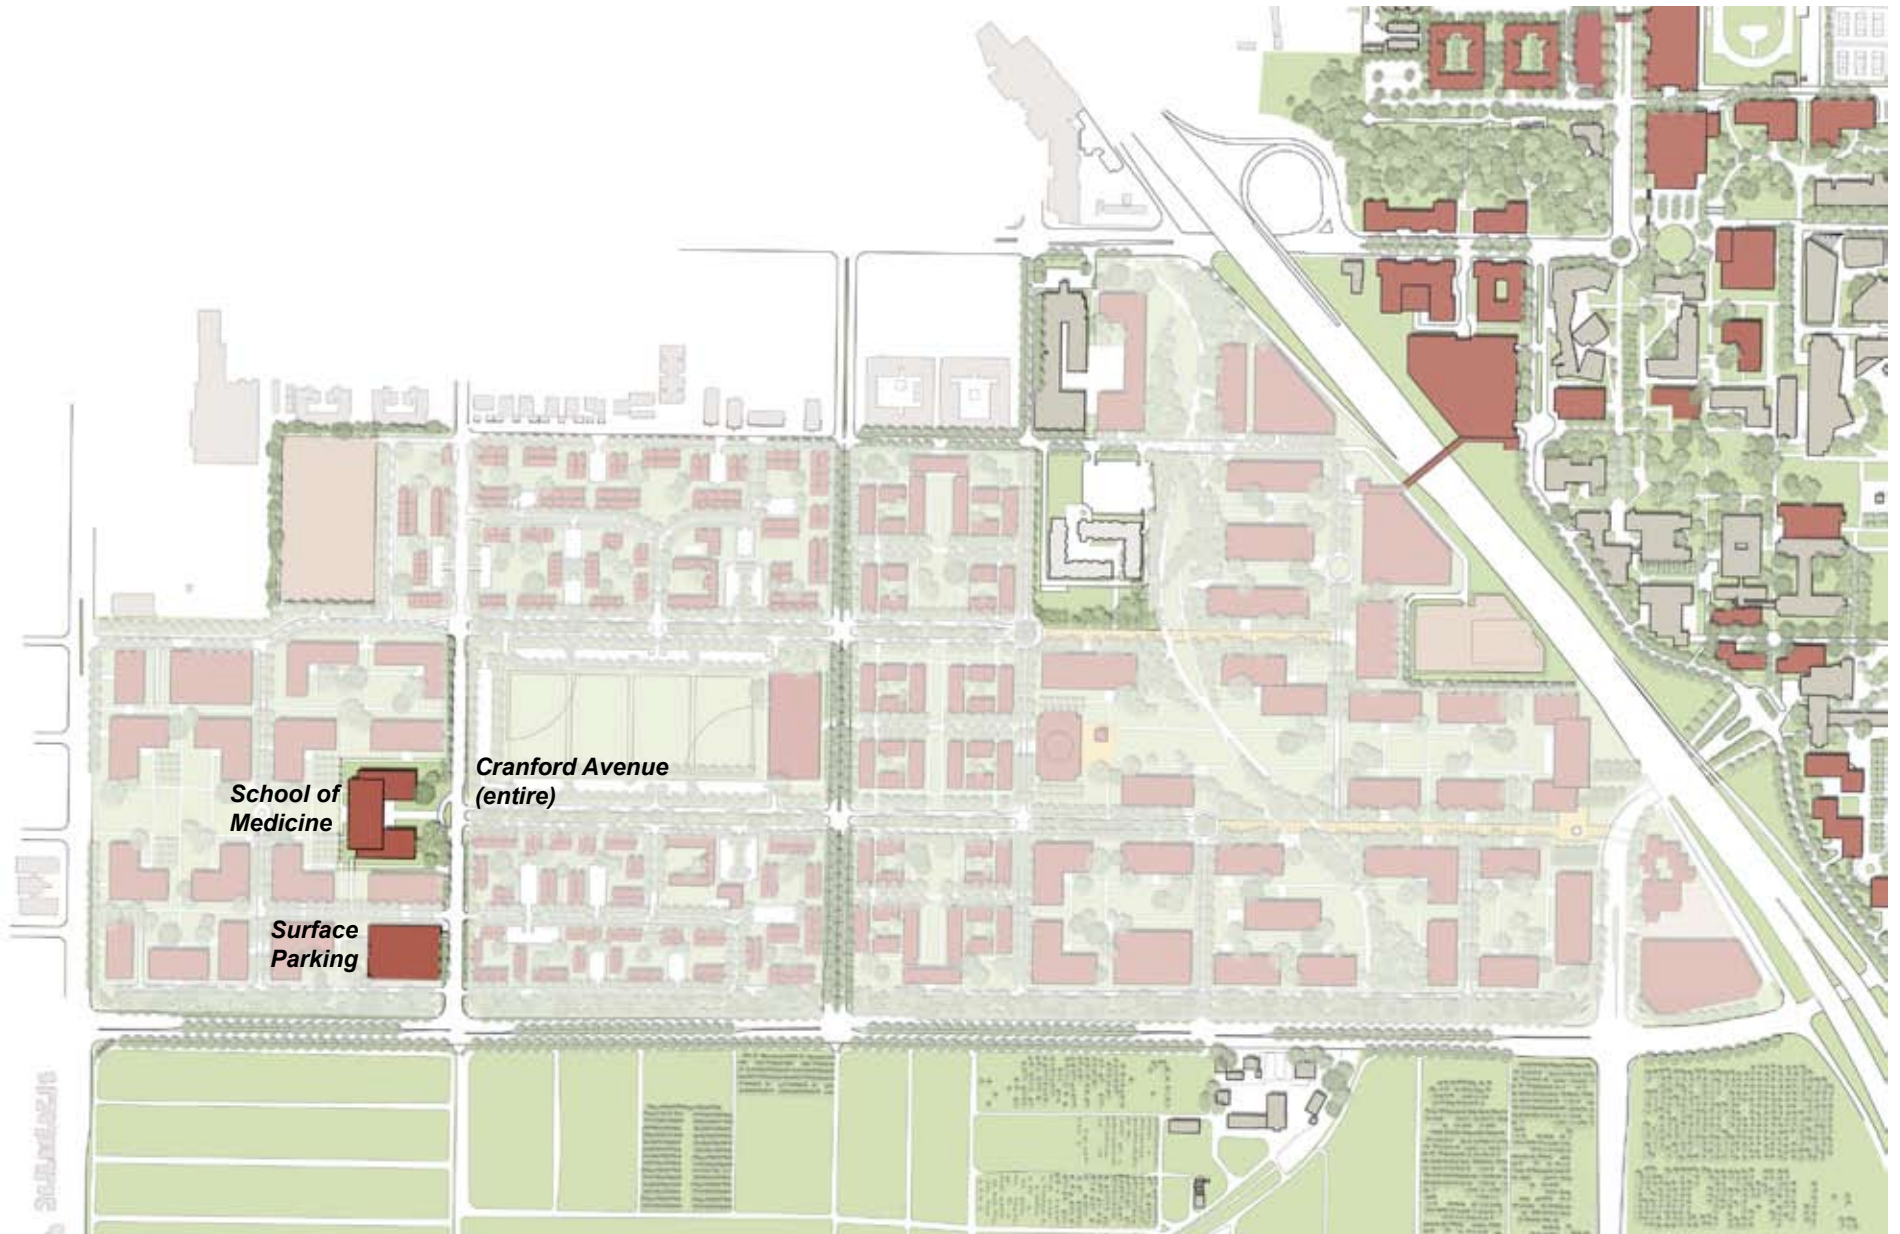 Cranford Avenue
(entire)
School of
Medicine
Surface
Parking